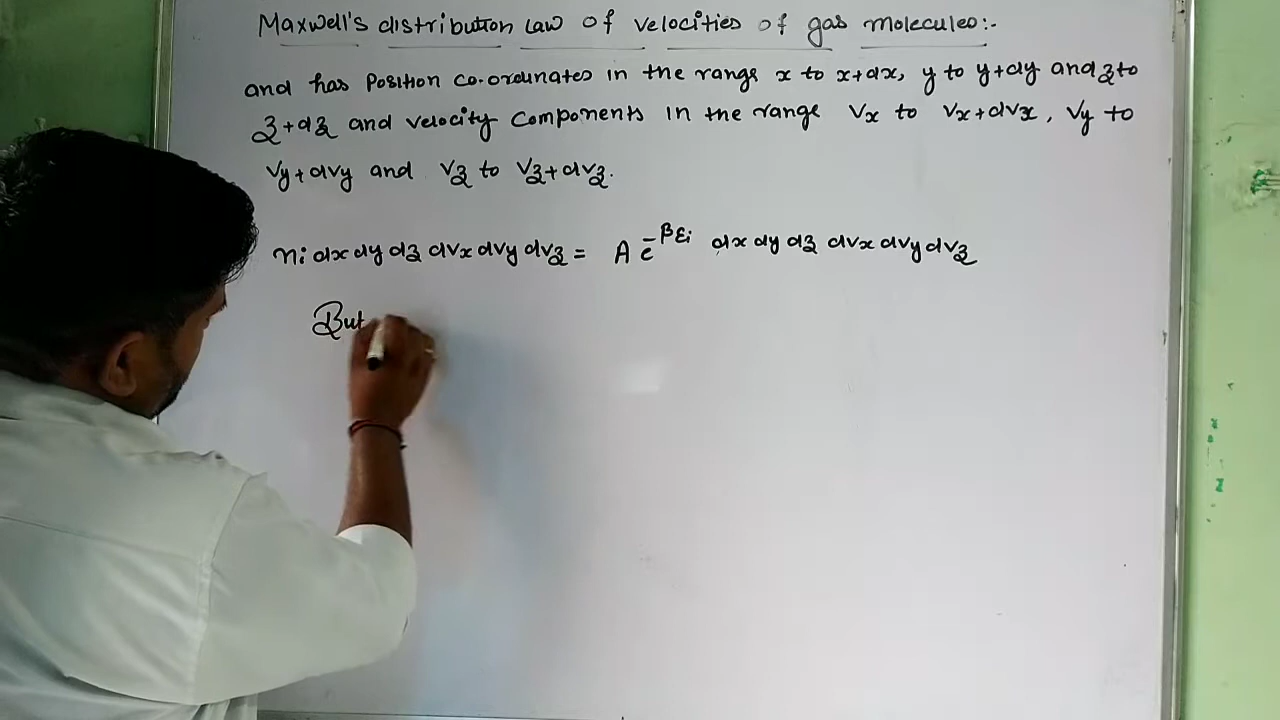 Maxwell's distribution Law of velocities of gas molecules:-
and has position co-ordinates in the range x to x+dx, y to y+dy and z to
z+dz and velocity components in the range Vx to Vx+dVx, Vy to
Vy+dVy and Vz to Vz+dVz.
ni dx dy dz dvx dvy dvz = A e^-βEi dx dy dz dvx dvy dvz
But